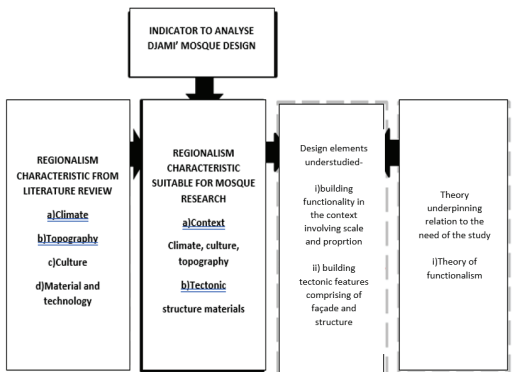 INDICATOR TO ANALYSE
DJAMI’ MOSQUE DESIGN
REGIONALISM
CHARACTERISTIC FROM
LITERATURE REVIEW
a)Climate
b)Topography
c)Culture
d)Material and
technology
REGIONALISM
CHARACTERISTIC
SUITABLE FOR MOSQUE
RESEARCH
a)Context
Climate, culture,
topography
b)Tectonic
structure materials
Design elements
understudied-
i)building
functionality in
the context
involving scale
and proprtion
ii) building
tectonic features
comprising of
façade and
structure
Theory
underpinning
relation to the
need of the study
i)Theory of
functionalism